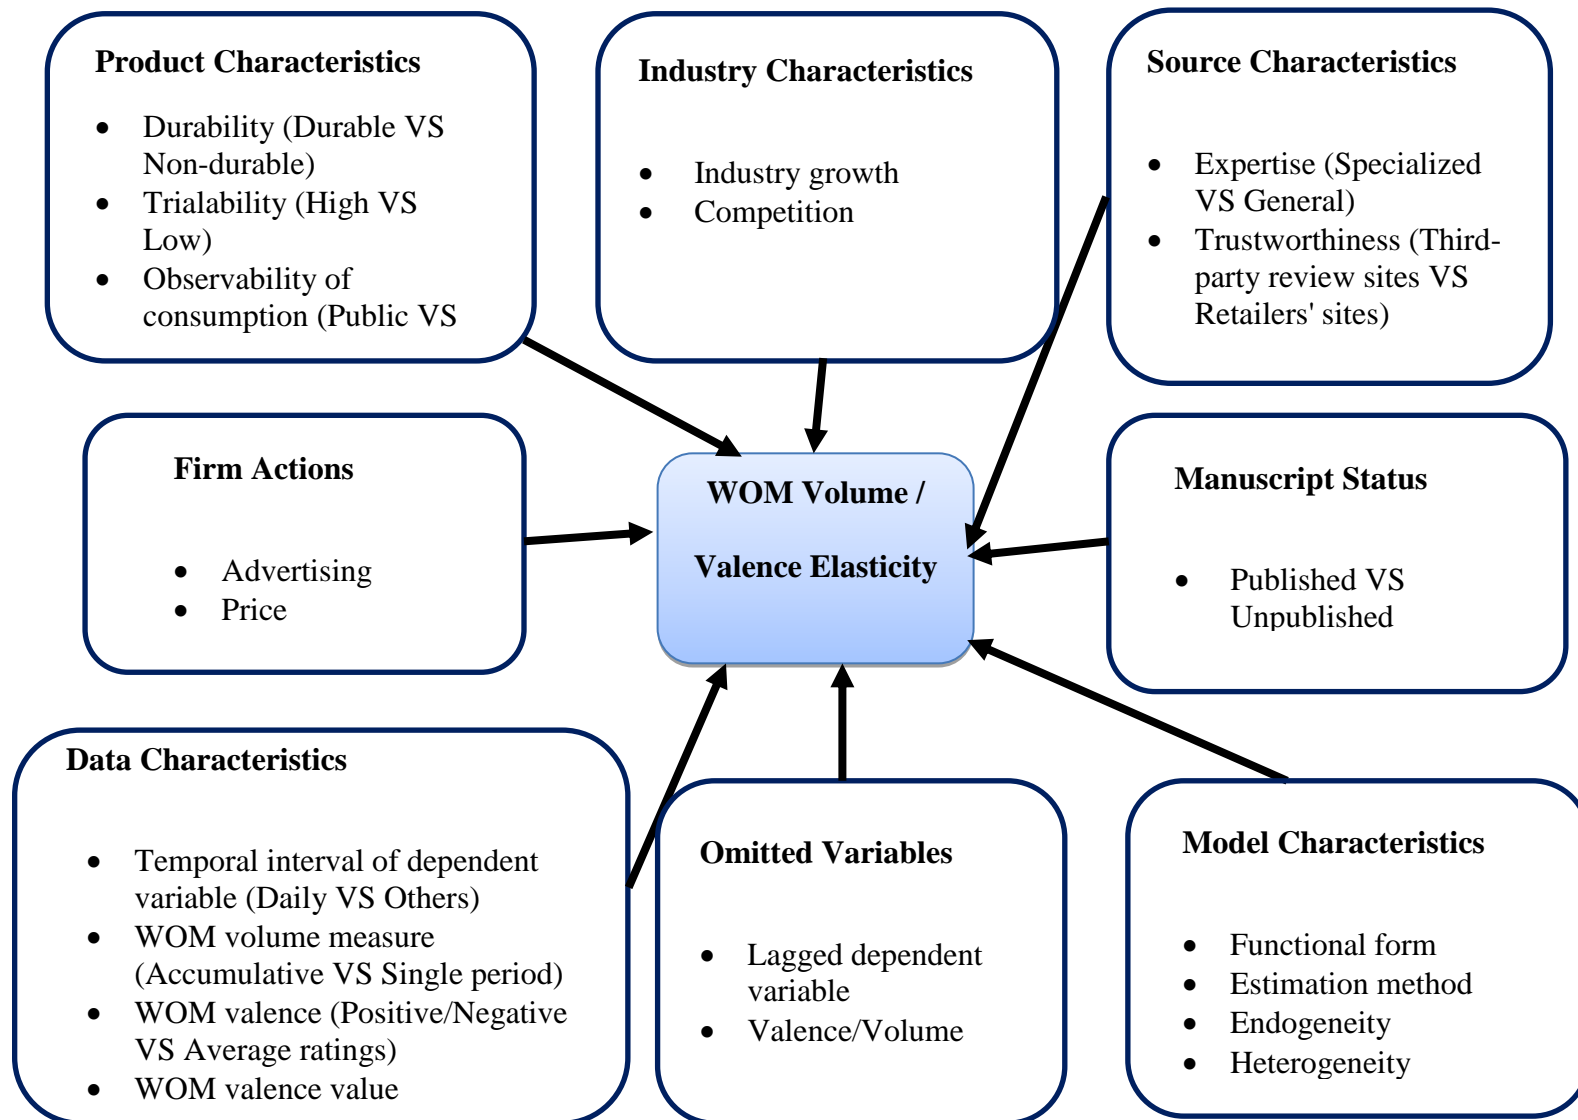 Product Characteristics
• Durability (Durable VS
Non-durable)
• Trialability (High VS
Low)
• Observability of
consumption (Public VS
Industry Characteristics
• Industry growth
• Competition
Source Characteristics
• Expertise (Specialized
VS General)
• Trustworthiness (Third-
party review sites VS
Retailers' sites)
Firm Actions
• Advertising
• Price
WOM Volume /
Valence Elasticity
Manuscript Status
• Published VS
Unpublished
Data Characteristics
• Temporal interval of dependent
variable (Daily VS Others)
• WOM volume measure
(Accumulative VS Single period)
• WOM valence (Positive/Negative
VS Average ratings)
• WOM valence value
Omitted Variables
• Lagged dependent
variable
• Valence/Volume
Model Characteristics
• Functional form
• Estimation method
• Endogeneity
• Heterogeneity